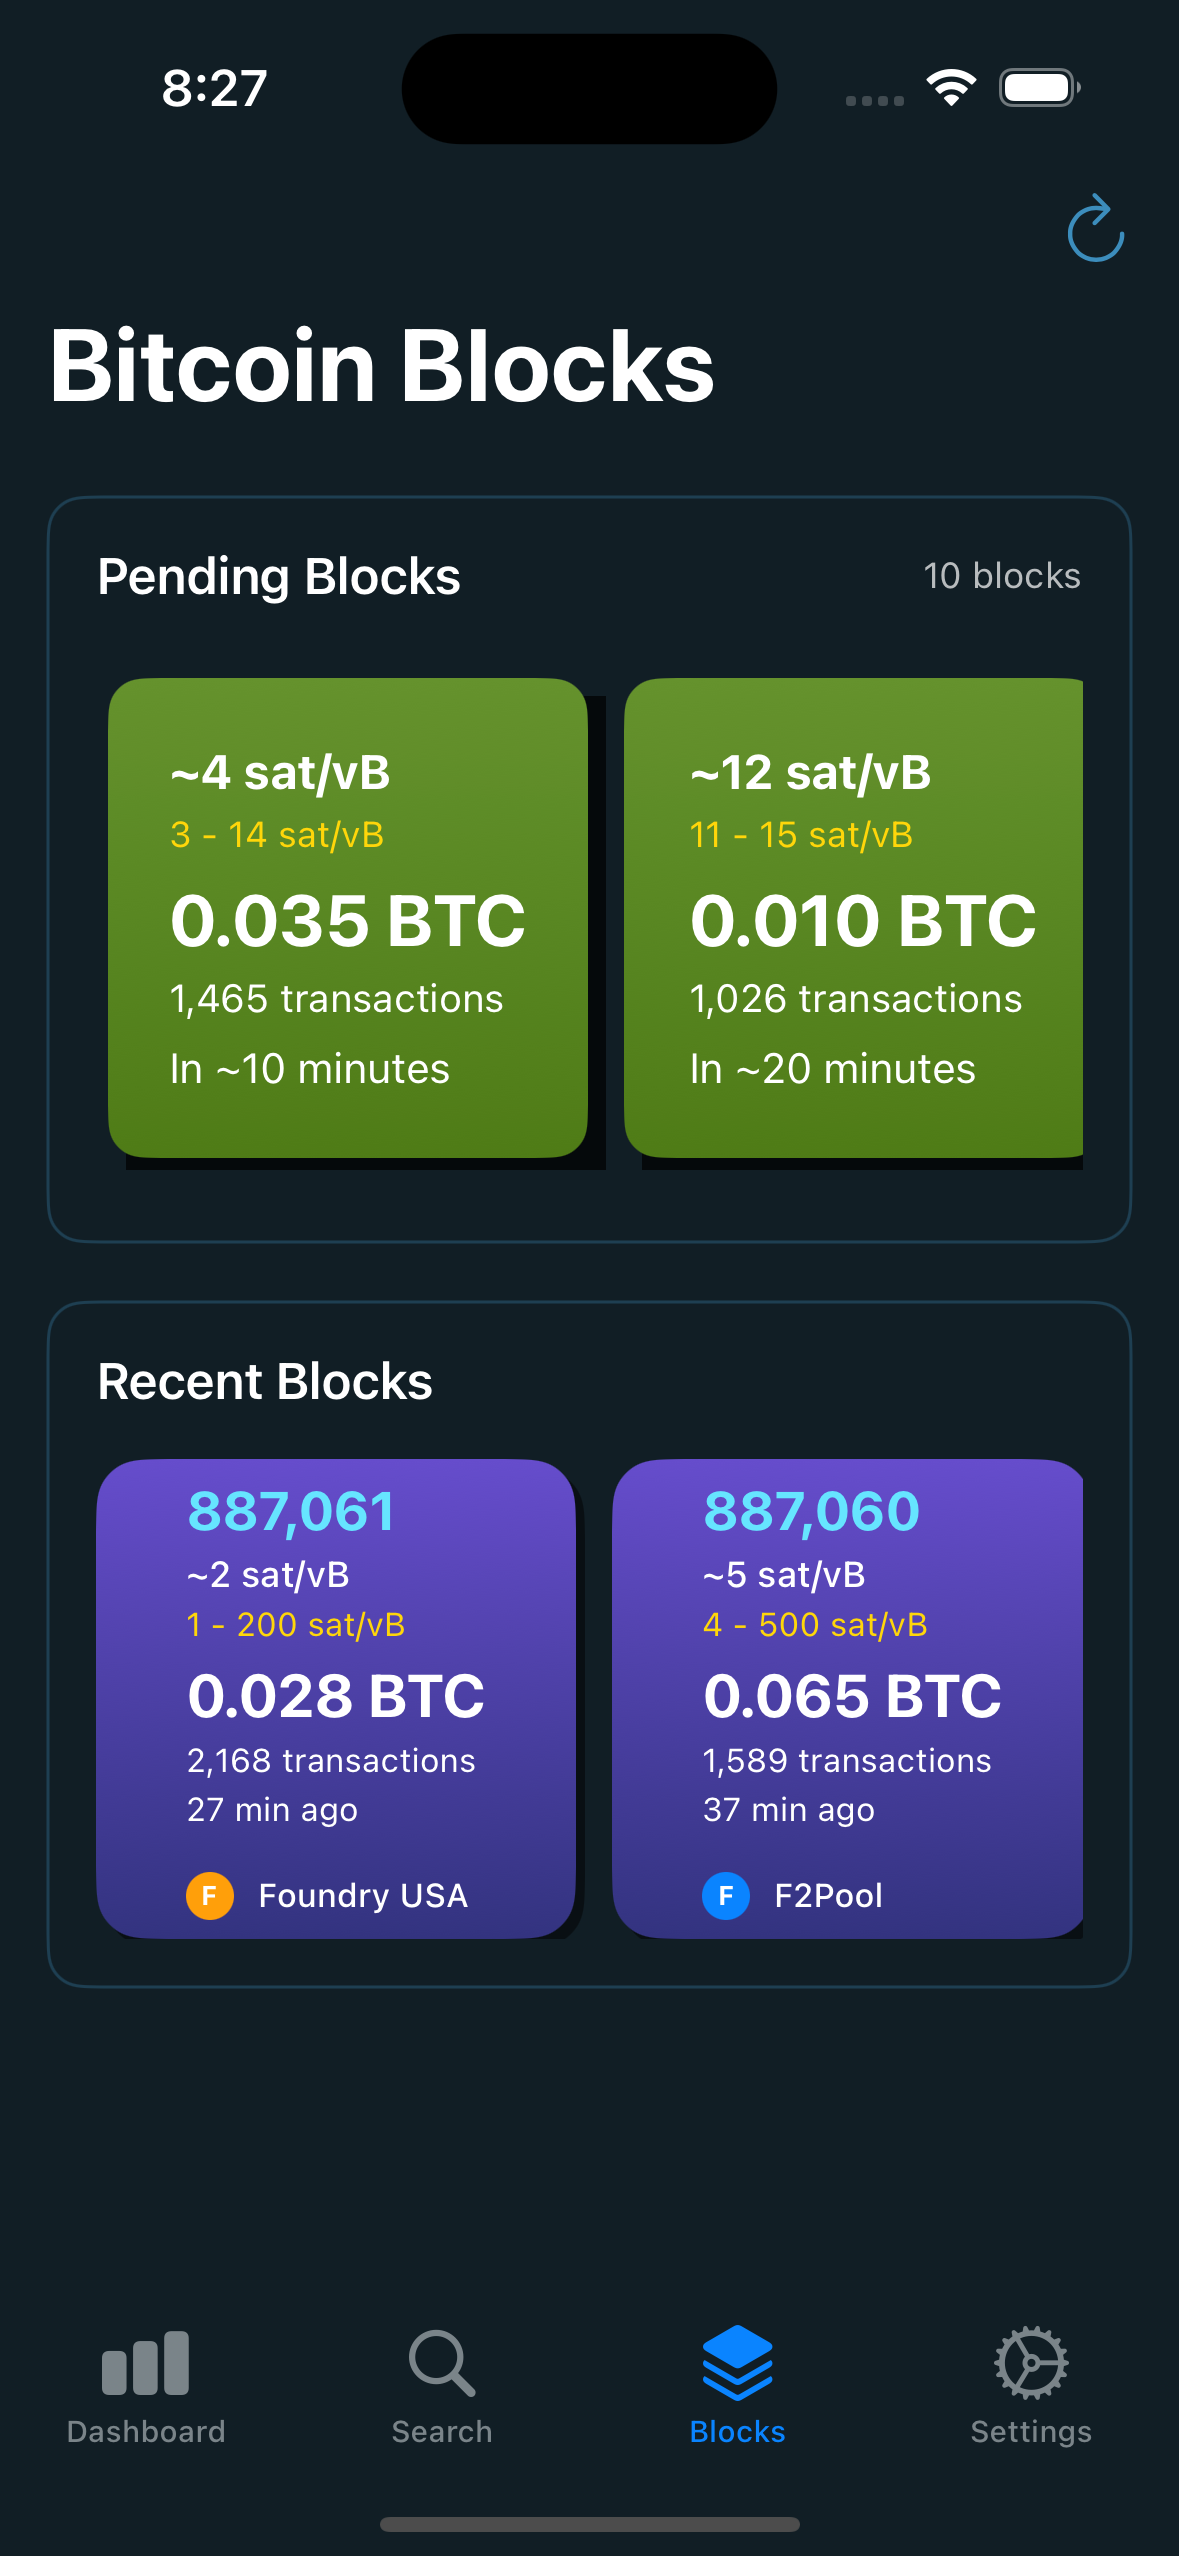 8:27
Bitcoin Blocks
Pending Blocks
10 blocks
~4 sat/vB
3 - 14 sat/vB
0.035 BTC
1,465 transactions
In ~10 minutes
~12 sat/vB
11 - 15 sat/vB
0.010 BTC
1,026 transactions
In ~20 minutes
Recent Blocks
887,061
~2 sat/vB
1 - 200 sat/vB
0.028 BTC
2,168 transactions
27 min ago
F Foundry USA
887,060
~5 sat/vB
4 - 500 sat/vB
0.065 BTC
1,589 transactions
37 min ago
F F2Pool
Dashboard
Search
Blocks
Settings